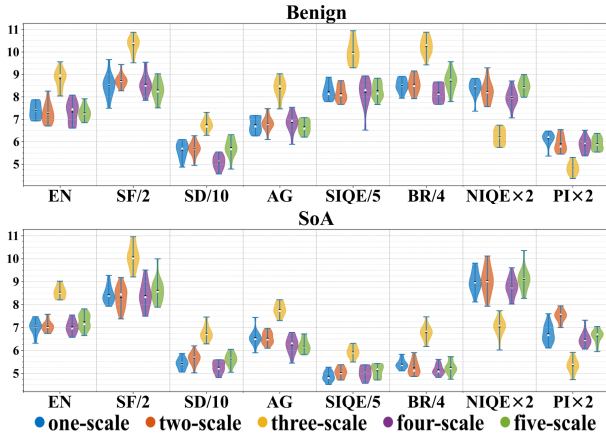 Benign
11
10
9
8
7
6
5
EN SF/2 SD/10 AG SIQE/5 BR/4 NIQE×2 PI×2
SoA
11
10
9
8
7
6
5
EN SF/2 SD/10 AG SIQE/5 BR/4 NIQE×2 PI×2
one-scale two-scale three-scale four-scale five-scale